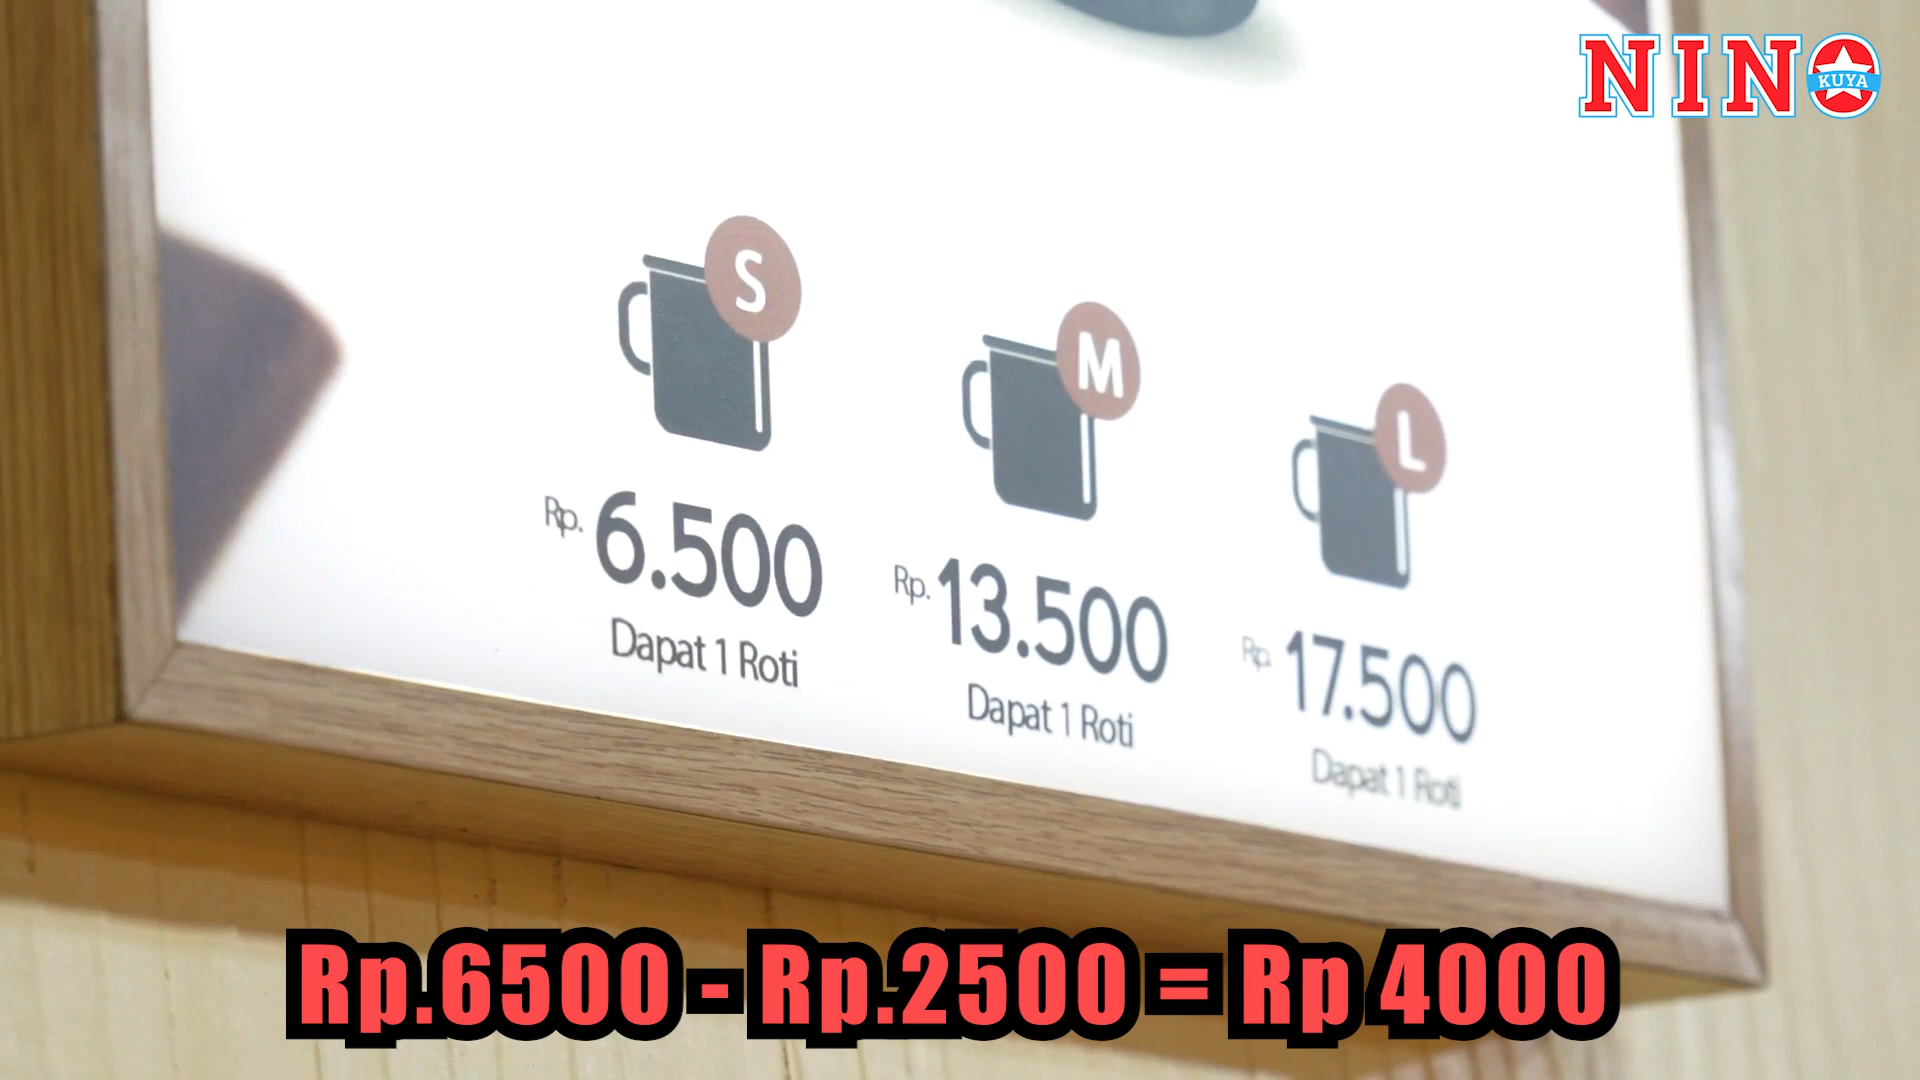 NINO
KUYA
S
M
L
Rp. 6.500
Dapat 1 Roti
Rp. 13.500
Dapat 1 Roti
Rp. 17.500
Dapat 1 Roti
Rp.6500 - Rp.2500 = Rp 4000